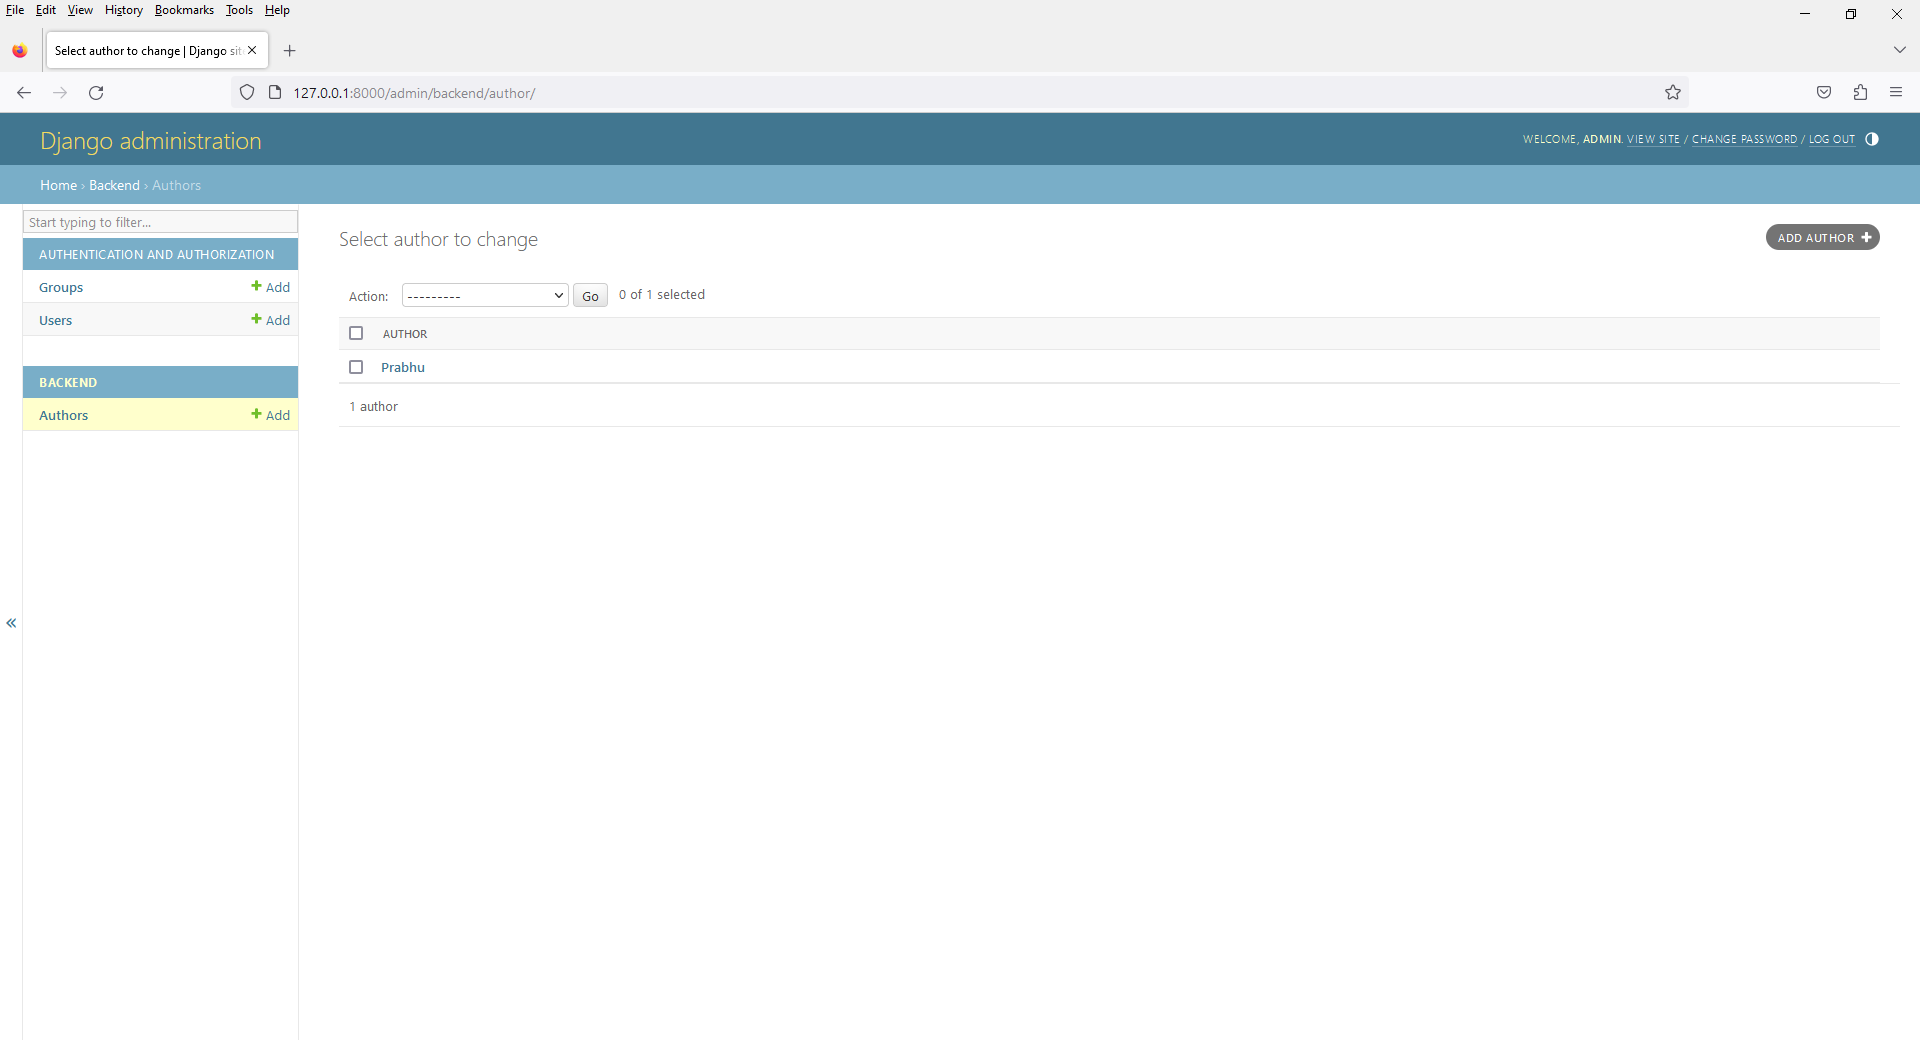 File Edit View History Bookmarks Tools Help
Select author to change | Django sit
127.0.0.1:8000/admin/backend/author/
Django administration
WELCOME, ADMIN. VIEW SITE / CHANGE PASSWORD / LOG OUT
Home › Backend › Authors
Start typing to filter...
AUTHENTICATION AND AUTHORIZATION
Groups + Add
Users + Add
BACKEND
Authors + Add
«
Select author to change
ADD AUTHOR +
Action: --------- Go 0 of 1 selected
AUTHOR
Prabhu
1 author